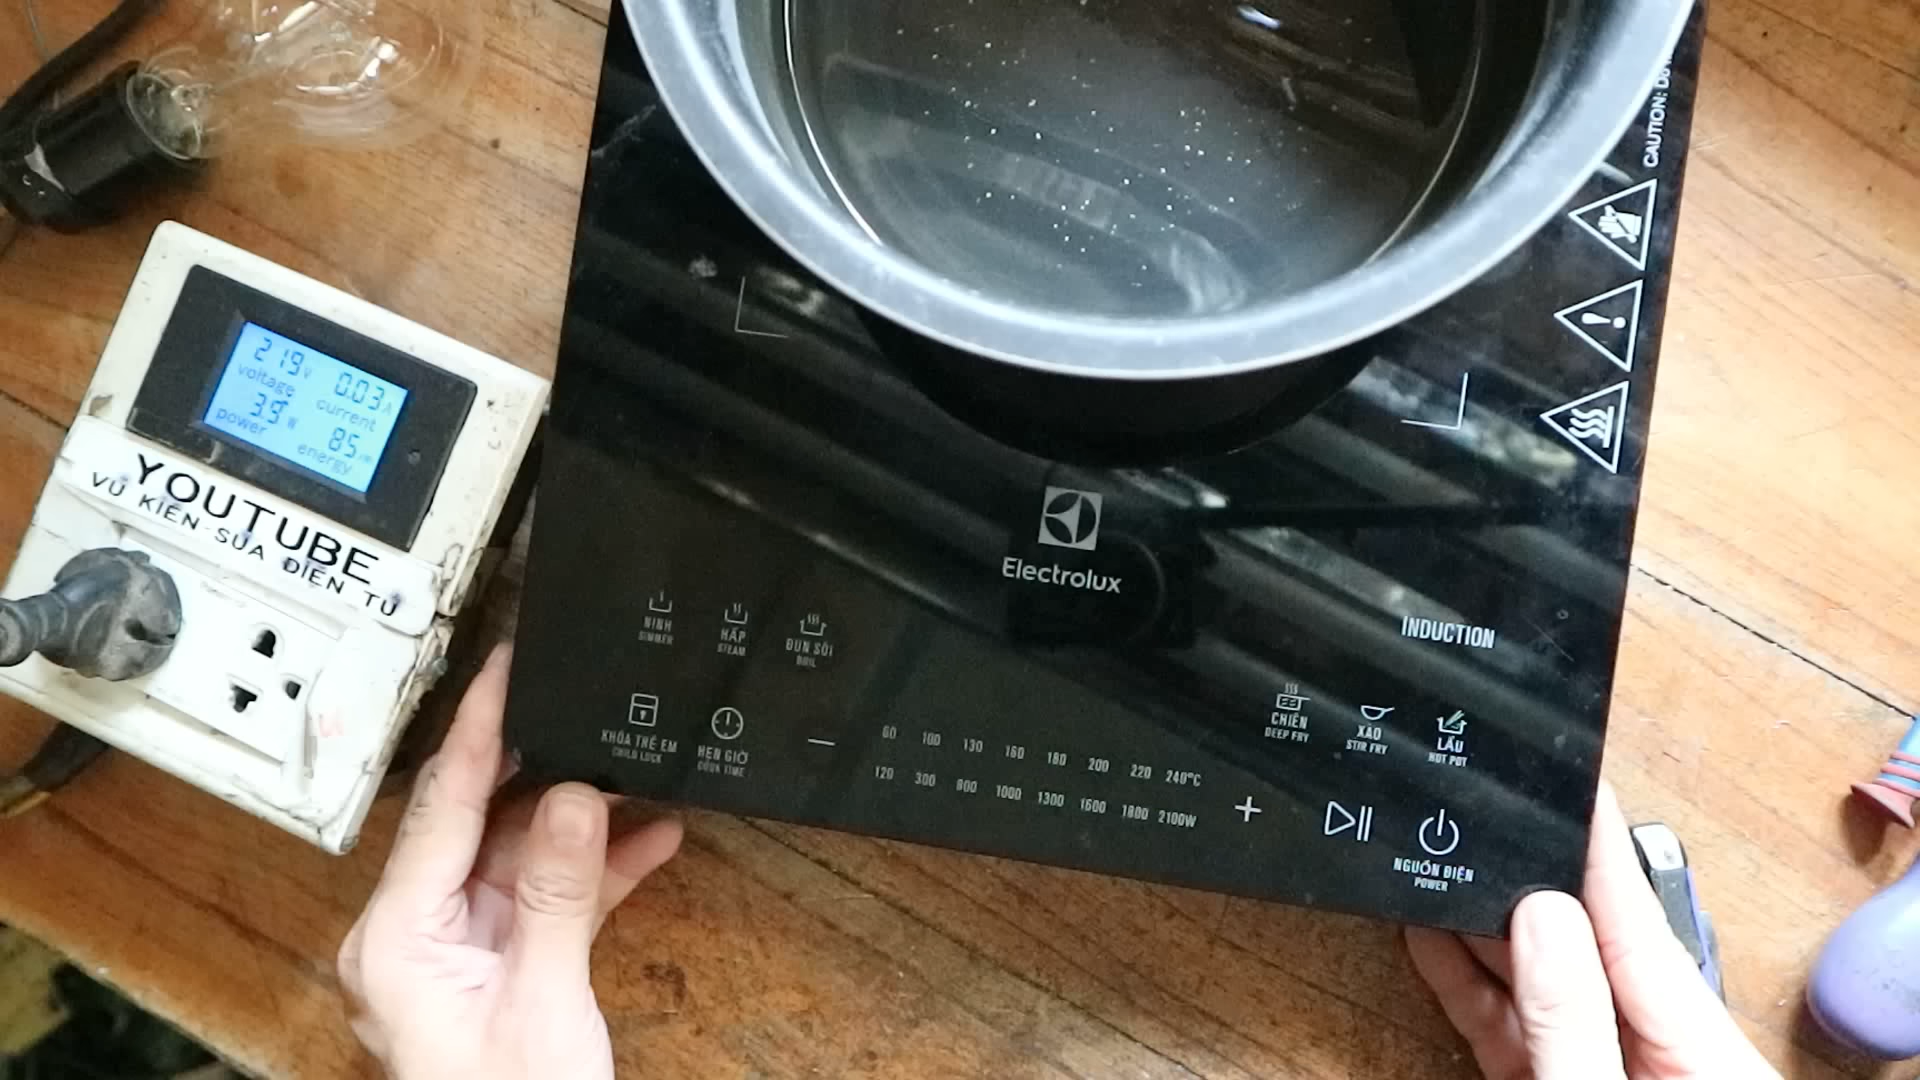 219V
voltage
0.03A
current
3.9W
power
85
energy
YOUTUBE
VŨ KIÊN SỬA ĐIỆN TỬ
CAUTION:
Electrolux
INDUCTION
NINH
SIMMER
HẤP
STEAM
ĐUN SÔI
BOIL
KHÓA TRẺ EM
CHILD LOCK
HẸN GIỜ
COOK TIME
60 100 130 160 180 200 220 240°C
120 300 800 1000 1300 1600 1800 2100W
CHIÊN
DEEP FRY
XÀO
STIR FRY
LẨU
HOT POT
NGUỒN ĐIỆN
POWER